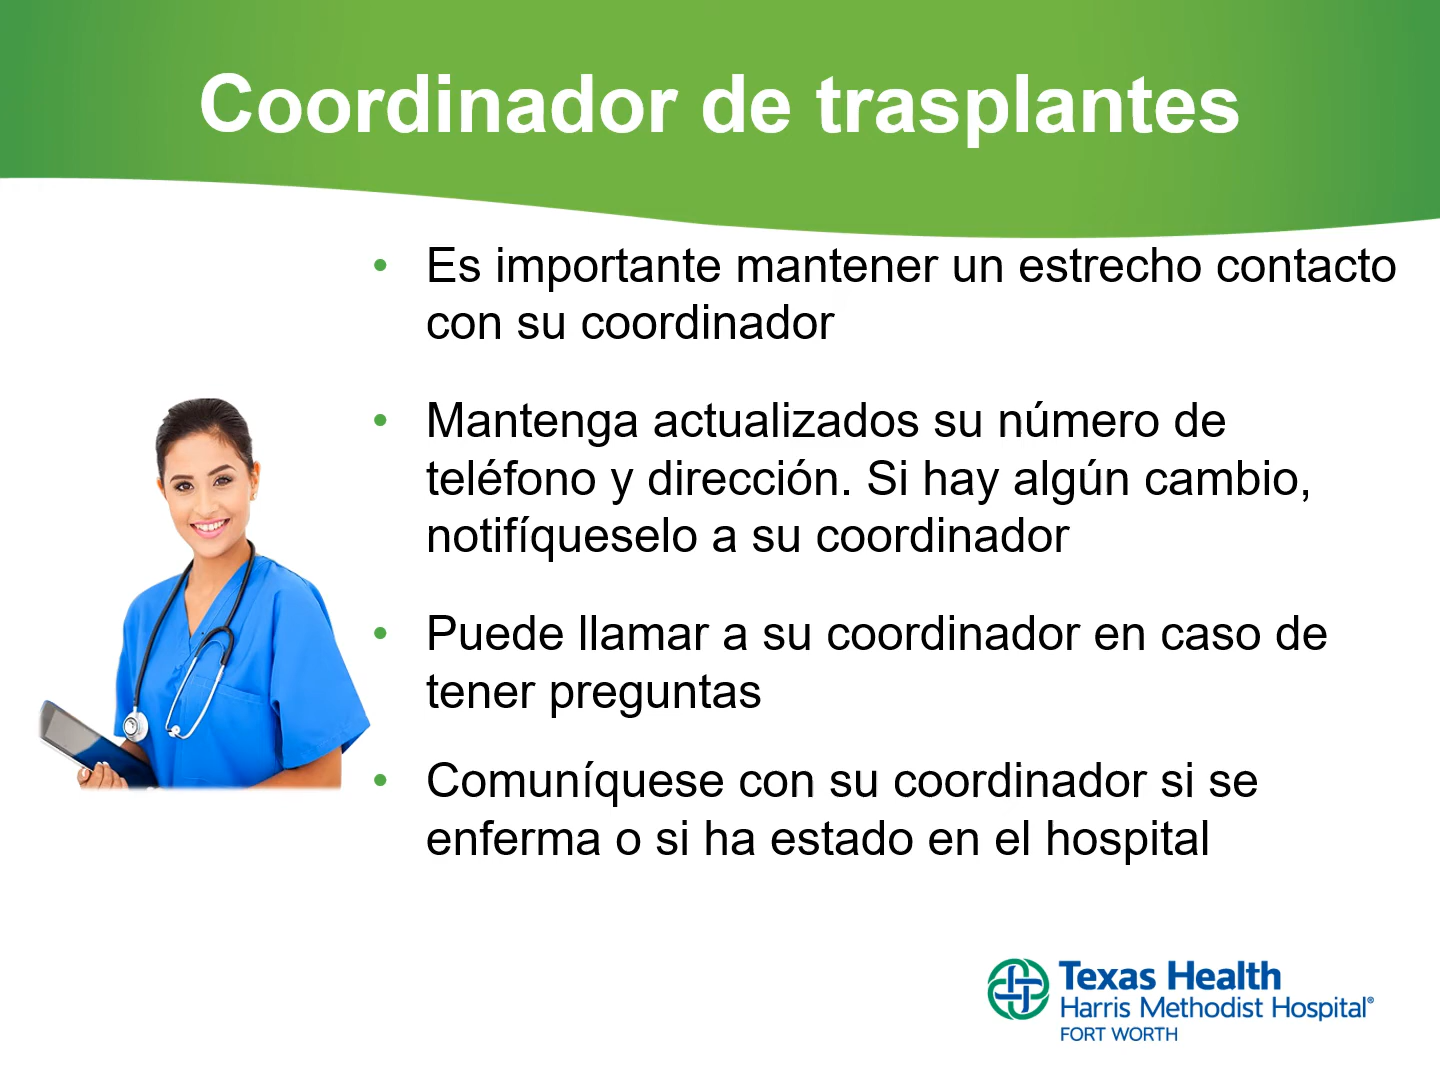 Coordinador de trasplantes
• Es importante mantener un estrecho contacto
con su coordinador
• Mantenga actualizados su número de
teléfono y dirección. Si hay algún cambio,
notifíqueselo a su coordinador
• Puede llamar a su coordinador en caso de
tener preguntas
• Comuníquese con su coordinador si se
enferma o si ha estado en el hospital
Texas Health
Harris Methodist Hospital®
FORT WORTH